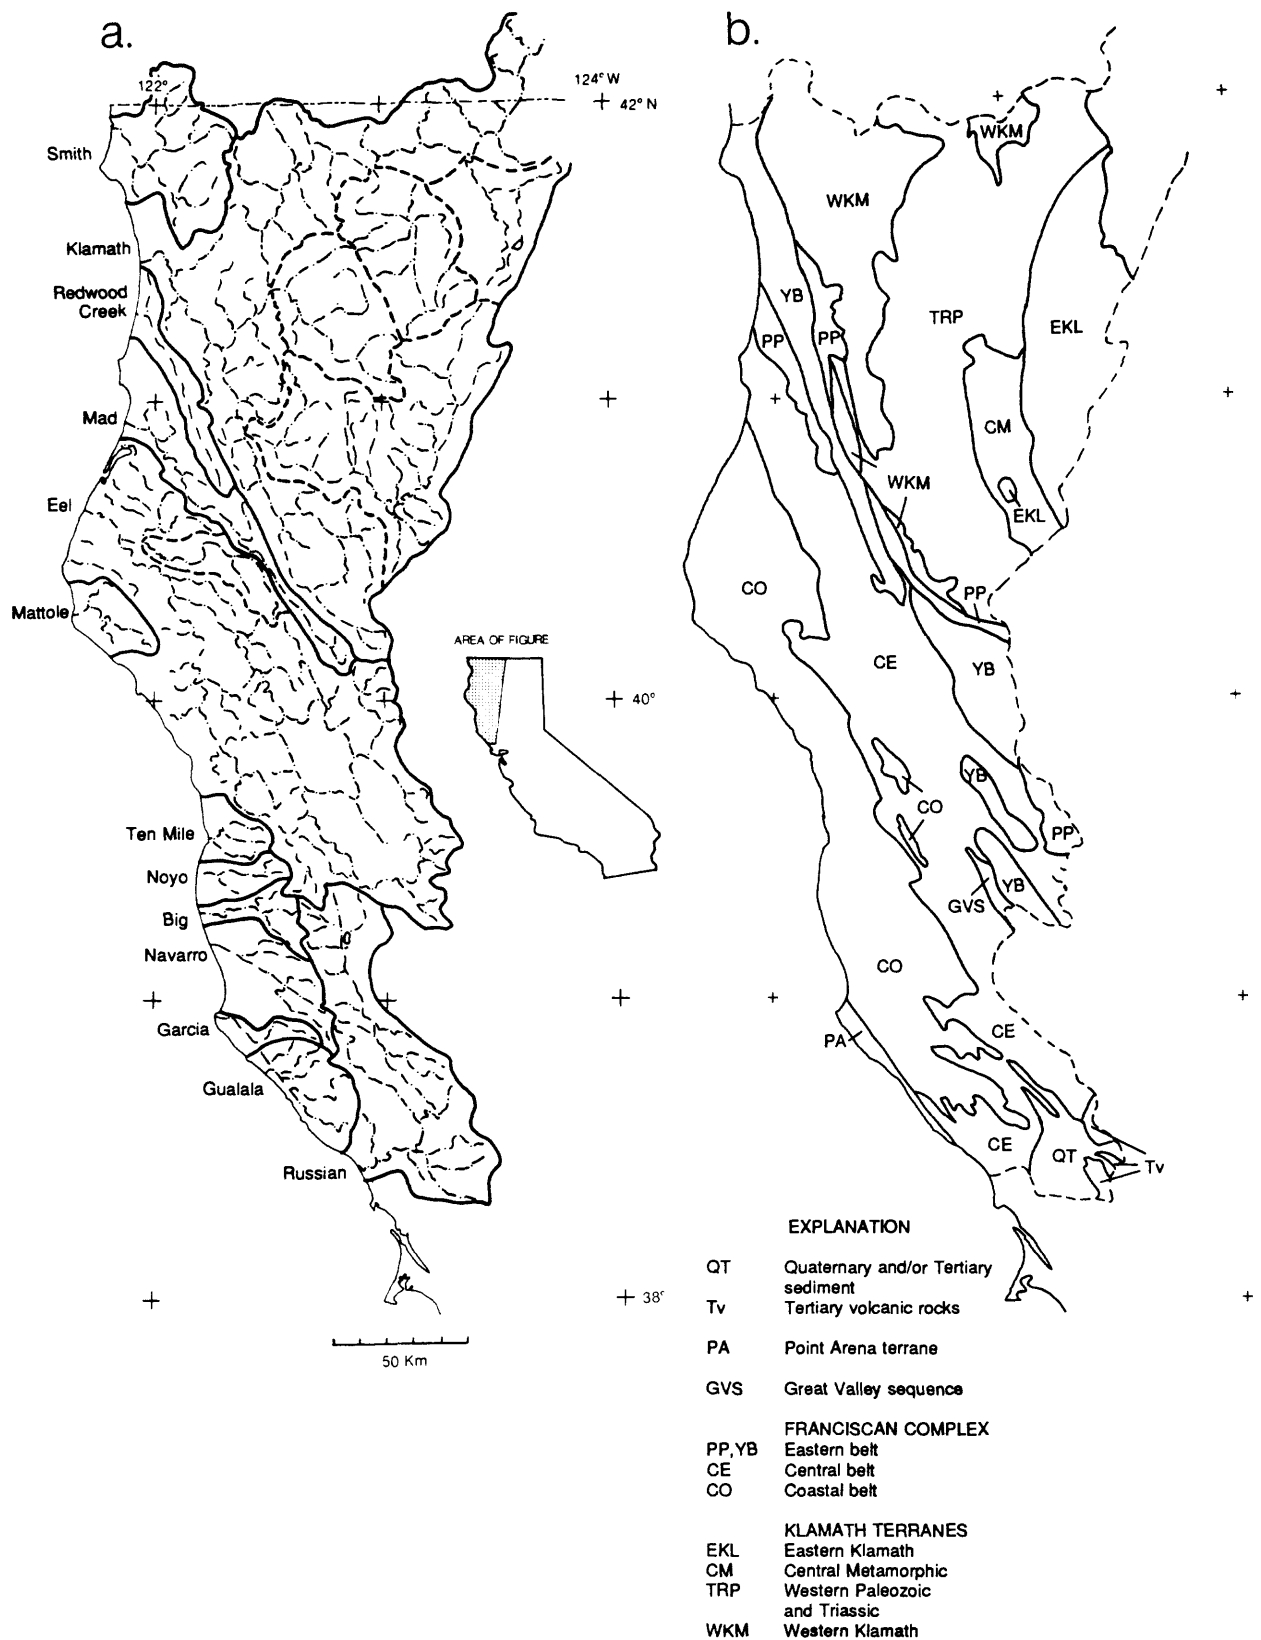 a.
122°
124° W
42° N
Smith
Klamath
Redwood
Creek
Mad
Eel
Mattole
AREA OF FIGURE
40°
Ten Mile
Noyo
Big
Navarro
Garcia
Gualala
Russian
38°
50 Km
b.
WKM
WKM
YB
PP
PP
TRP
EKL
CM
WKM
EKL
CO
PP
CE
YB
YB
CO
PP
YB
GVS
CO
PA
CE
CE
QT
Tv
EXPLANATION
QT Quaternary and/or Tertiary
sediment
Tv Tertiary volcanic rocks
PA Point Arena terrane
GVS Great Valley sequence
FRANCISCAN COMPLEX
PP,YB Eastern belt
CE Central belt
CO Coastal belt
KLAMATH TERRANES
EKL Eastern Klamath
CM Central Metamorphic
TRP Western Paleozoic
and Triassic
WKM Western Klamath